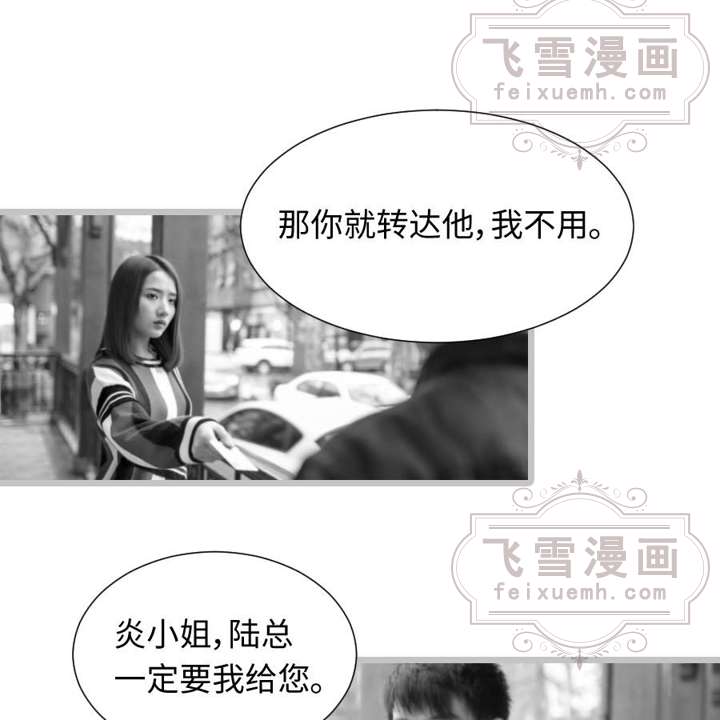 飞雪漫画
feixuemh.com
那你就转达他，我不用。
飞雪漫画
feixuemh.com
炎小姐，陆总
一定要我给您。